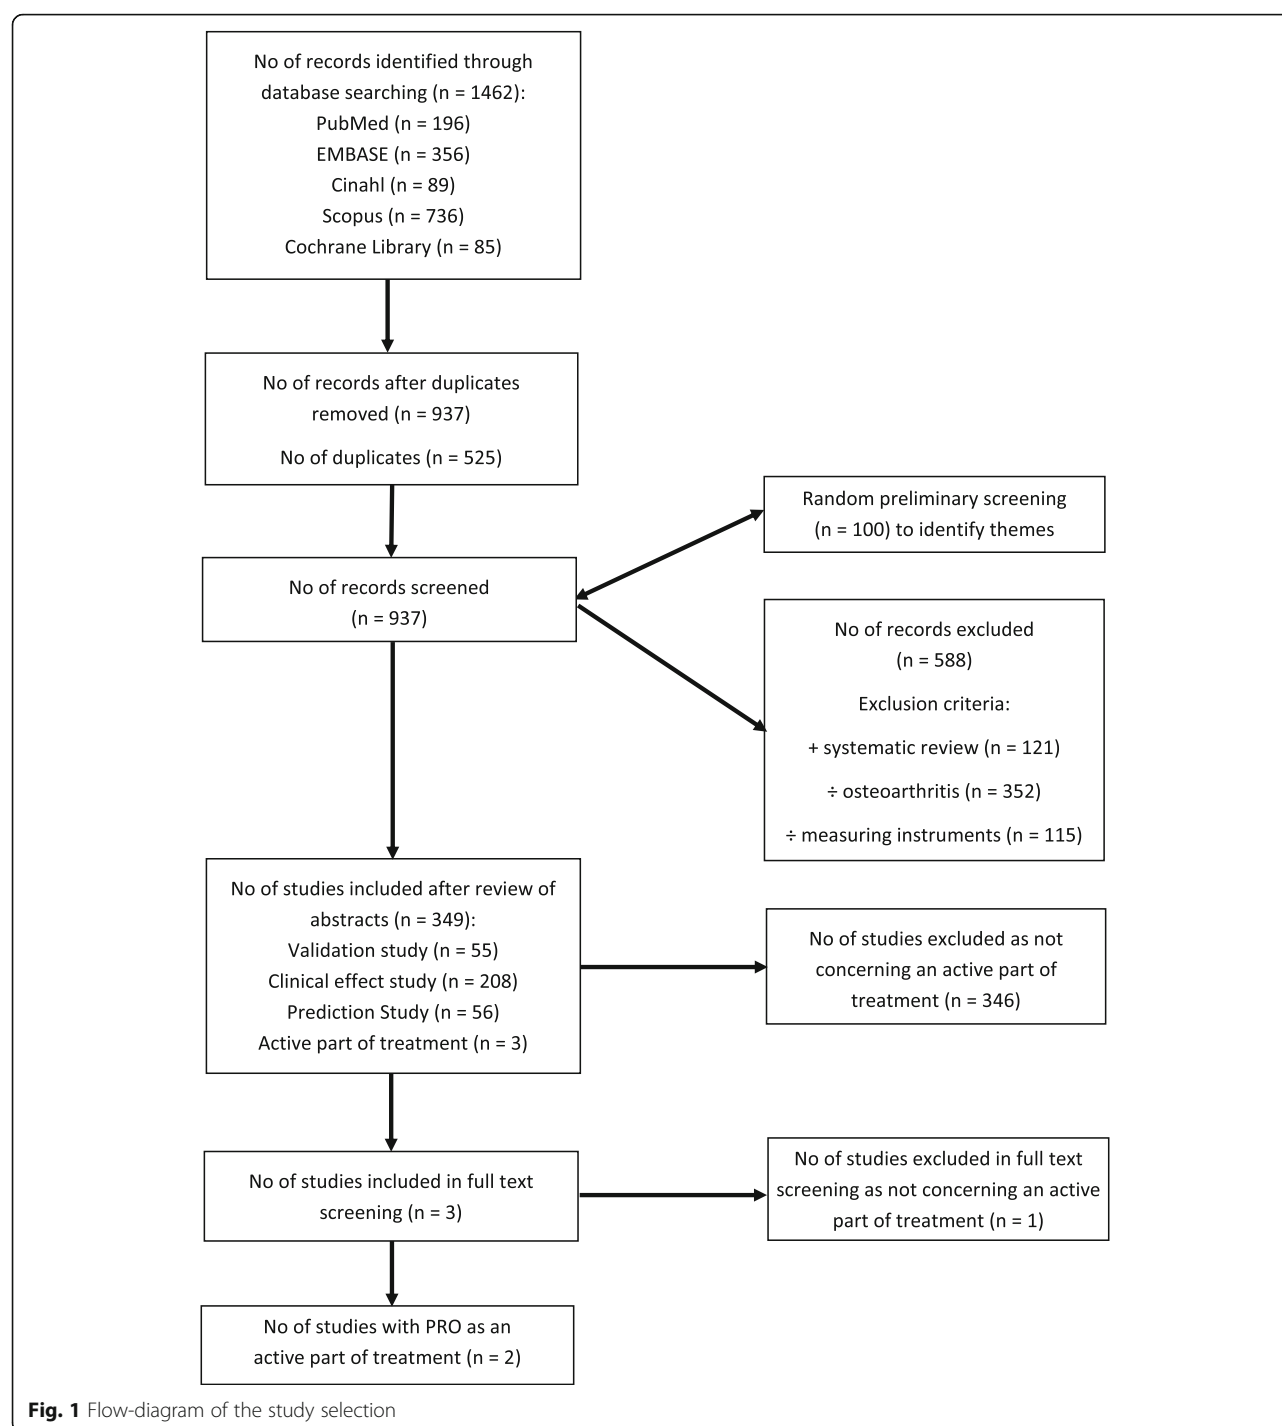 No of records identified through
database searching (n = 1462):
PubMed (n = 196)
EMBASE (n = 356)
Cinahl (n = 89)
Scopus (n = 736)
Cochrane Library (n = 85)
No of records after duplicates
removed (n = 937)
No of duplicates (n = 525)
Random preliminary screening
(n = 100) to identify themes
No of records screened
(n = 937)
No of records excluded
(n = 588)
Exclusion criteria:
+ systematic review (n = 121)
÷ osteoarthritis (n = 352)
÷ measuring instruments (n = 115)
No of studies included after review of
abstracts (n = 349):
Validation study (n = 55)
Clinical effect study (n = 208)
Prediction Study (n = 56)
Active part of treatment (n = 3)
No of studies excluded as not
concerning an active part of
treatment (n = 346)
No of studies included in full text
screening (n = 3)
No of studies excluded in full text
screening as not concerning an active
part of treatment (n = 1)
No of studies with PRO as an
active part of treatment (n = 2)
Fig. 1 Flow-diagram of the study selection